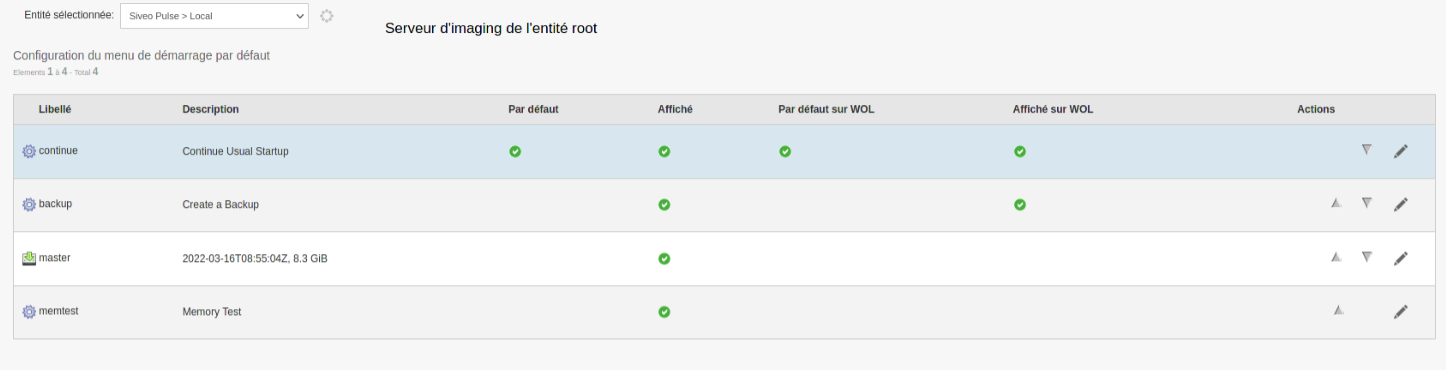 Entité sélectionnée: Siveo Pulse > Local
Serveur d'imaging de l'entité root
Configuration du menu de démarrage par défaut
Elements 1 à 4 - Total 4
Libellé Description Par défaut Affiché Par défaut sur WOL Affiché sur WOL Actions
continue Continue Usual Startup
backup Create a Backup
master 2022-03-16T08:55:04Z, 8.3 GiB
memtest Memory Test